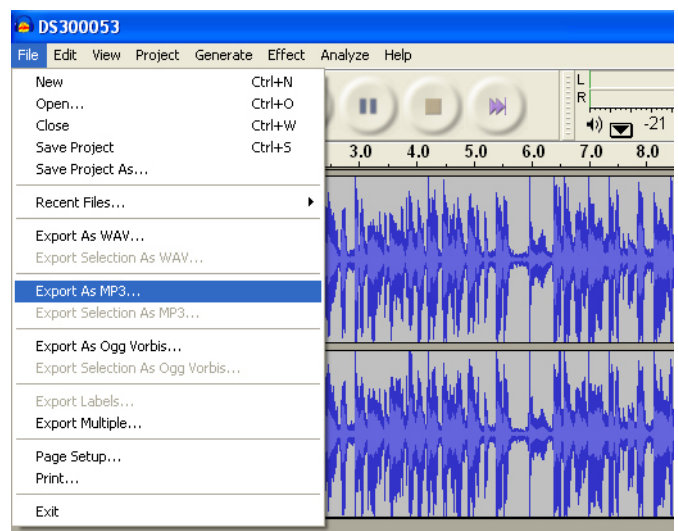 DS300053
File Edit View Project Generate Effect Analyze Help
New Ctrl+N
Open... Ctrl+O
Close Ctrl+W
Save Project Ctrl+S
Save Project As...
Recent Files...
Export As WAV...
Export Selection As WAV...
Export As MP3...
Export Selection As MP3...
Export As Ogg Vorbis...
Export Selection As Ogg Vorbis...
Export Labels...
Export Multiple...
Page Setup...
Print...
Exit
L
R
-21
3.0 4.0 5.0 6.0 7.0 8.0